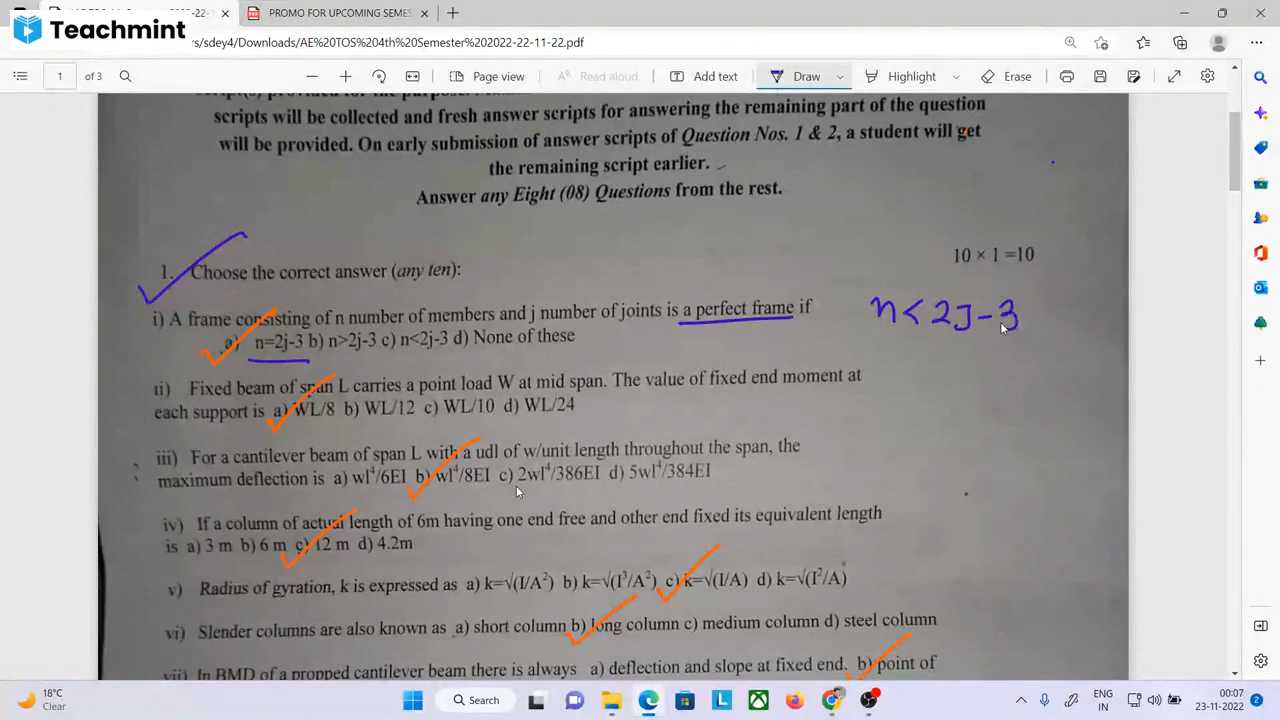 Teachmint
PROMO FOR UPCOMING SEMES
rs/sdey4/Downloads/AE%20TOS%204th%20Semester%202022-22-11-22.pdf
1 of 3
Page view
Read aloud
Add text
Draw
Highlight
Erase
scripts will be collected and fresh answer scripts for answering the remaining part of the question
will be provided. On early submission of answer scripts of Question Nos. 1 & 2, a student will get
the remaining script earlier.
Answer any Eight (08) Questions from the rest.
10 × 1 =10
1. Choose the correct answer (any ten):
i) A frame consisting of n number of members and j number of joints is a perfect frame if
n<2j-3
a) n=2j-3 b) n>2j-3 c) n<2j-3 d) None of these
ii) Fixed beam of span L carries a point load W at mid span. The value of fixed end moment at
each support is a) WL/8 b) WL/12 c) WL/10 d) WL/24
iii) For a cantilever beam of span L with a udl of w/unit length throughout the span, the
maximum deflection is a) wl⁴/6EI b) wl⁴/8EI c) 2wl⁴/386EI d) 5wl⁴/384EI
iv) If a column of actual length of 6m having one end free and other end fixed its equivalent length
is a) 3 m b) 6 m c) 12 m d) 4.2m
v) Radius of gyration, k is expressed as a) k=√(I/A²) b) k=√(I³/A²) c) k=√(I/A) d) k=√(I²/A)
vi) Slender columns are also known as a) short column b) long column c) medium column d) steel column
vii) In BMD of a propped cantilever beam there is always a) deflection and slope at fixed end. b) point of
18°C
Clear
Search
ENG
IN
00:07
23-11-2022
2